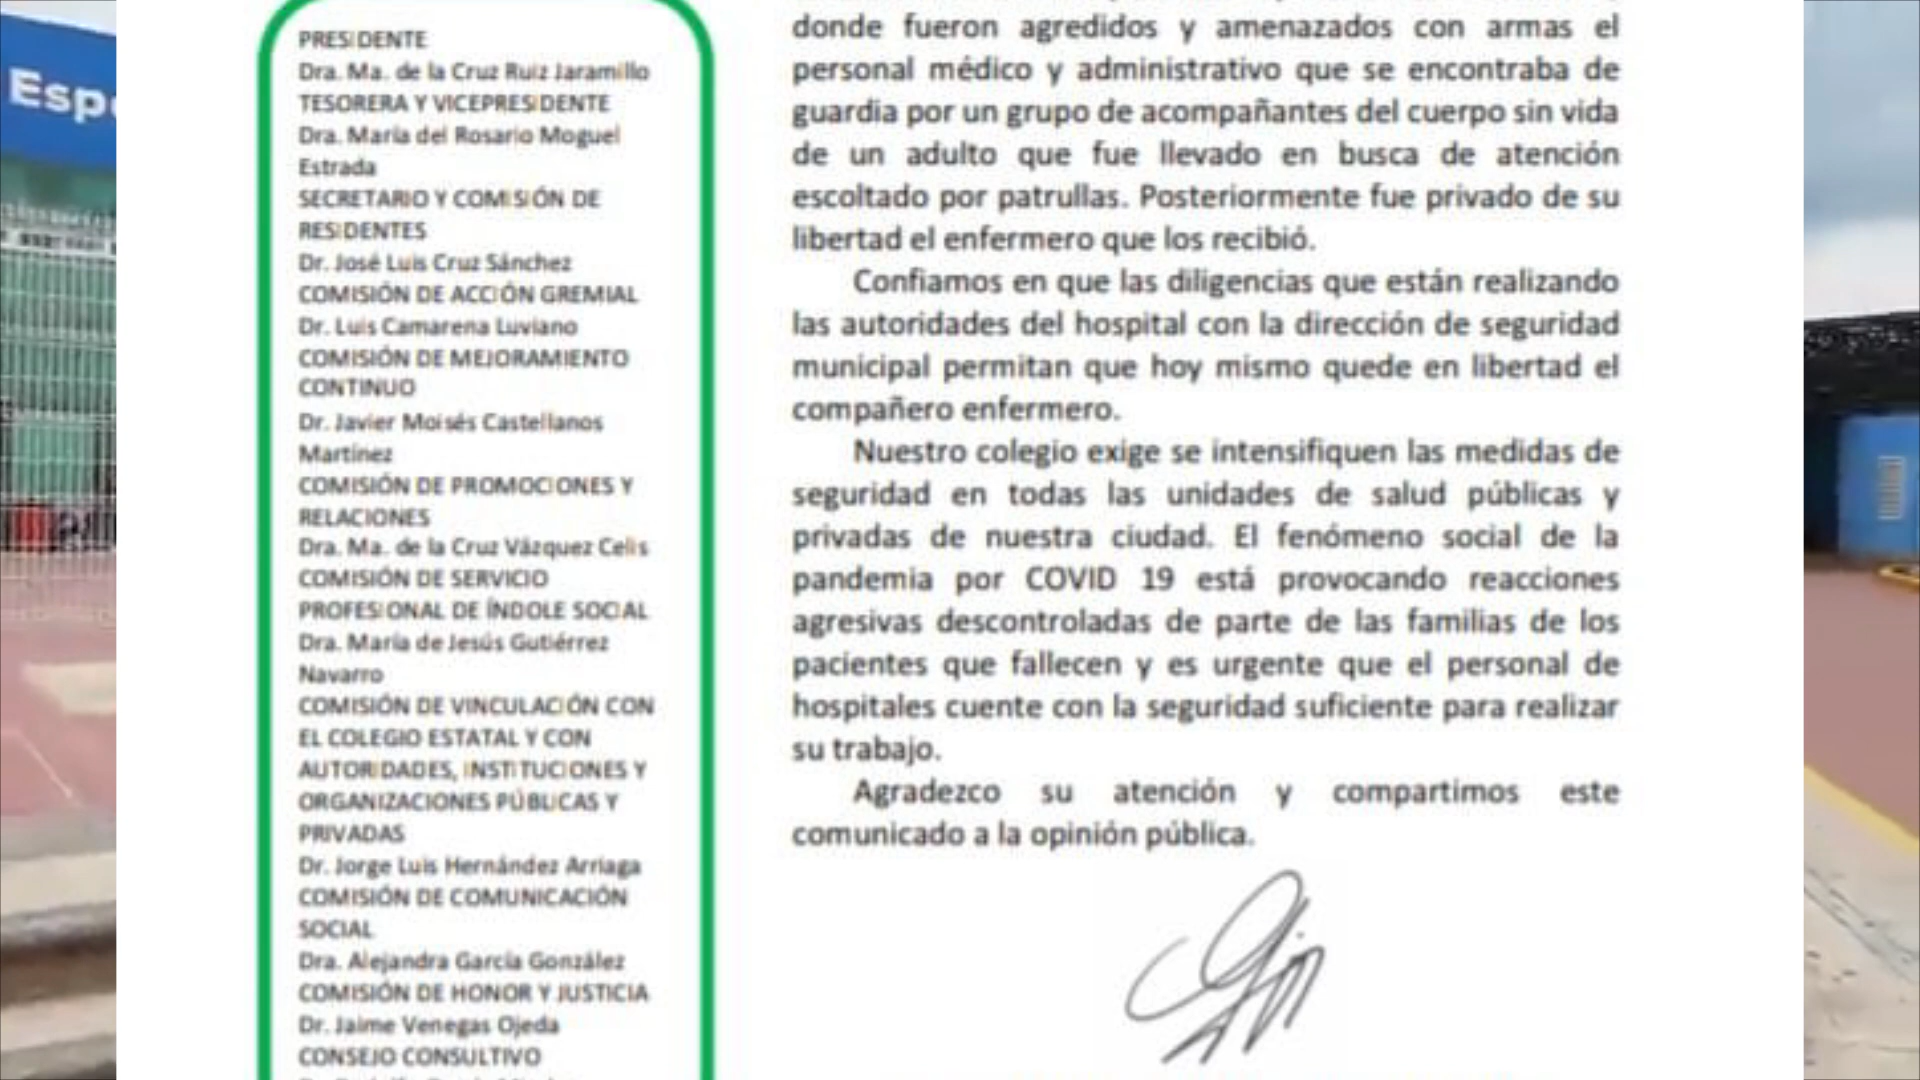 Esp
PRESIDENTE
Dra. Ma. de la Cruz Ruiz Jaramillo
TESORERA Y VICEPRESIDENTE
Dra. María del Rosario Moguel
Estrada
SECRETARIO Y COMISIÓN DE
RESIDENTES
Dr. José Luis Cruz Sánchez
COMISIÓN DE ACCIÓN GREMIAL
Dr. Luis Camarena Luviano
COMISIÓN DE MEJORAMIENTO
CONTINUO
Dr. Javier Moisés Castellanos
Martínez
COMISIÓN DE PROMOCIONES Y
RELACIONES
Dra. Ma. de la Cruz Vázquez Celis
COMISIÓN DE SERVICIO
PROFESIONAL DE ÍNDOLE SOCIAL
Dra. María de Jesús Gutiérrez
Navarro
COMISIÓN DE VINCULACIÓN CON
EL COLEGIO ESTATAL Y CON
AUTORIDADES, INSTITUCIONES Y
ORGANIZACIONES PÚBLICAS Y
PRIVADAS
Dr. Jorge Luis Hernández Arriaga
COMISIÓN DE COMUNICACIÓN
SOCIAL
Dra. Alejandra García González
COMISIÓN DE HONOR Y JUSTICIA
Dr. Jaime Venegas Ojeda
CONSEJO CONSULTIVO
donde fueron agredidos y amenazados con armas el
personal médico y administrativo que se encontraba de
guardia por un grupo de acompañantes del cuerpo sin vida
de un adulto que fue llevado en busca de atención
escoltado por patrullas. Posteriormente fue privado de su
libertad el enfermero que los recibió.
Confiamos en que las diligencias que están realizando
las autoridades del hospital con la dirección de seguridad
municipal permitan que hoy mismo quede en libertad el
compañero enfermero.
Nuestro colegio exige se intensifiquen las medidas de
seguridad en todas las unidades de salud públicas y
privadas de nuestra ciudad. El fenómeno social de la
pandemia por COVID 19 está provocando reacciones
agresivas descontroladas de parte de las familias de los
pacientes que fallecen y es urgente que el personal de
hospitales cuente con la seguridad suficiente para realizar
su trabajo.
Agradezco su atención y compartimos este
comunicado a la opinión pública.